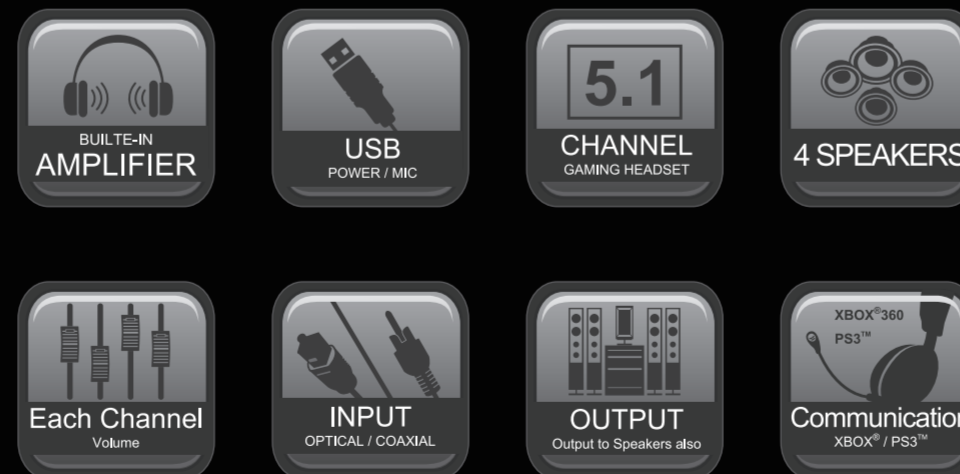 BUILTE-IN
AMPLIFIER
USB
POWER / MIC
5.1
CHANNEL
GAMING HEADSET
4 SPEAKERS
Each Channel
Volume
INPUT
OPTICAL / COAXIAL
OUTPUT
Output to Speakers also
XBOX®360
PS3™
Communication
XBOX® / PS3™